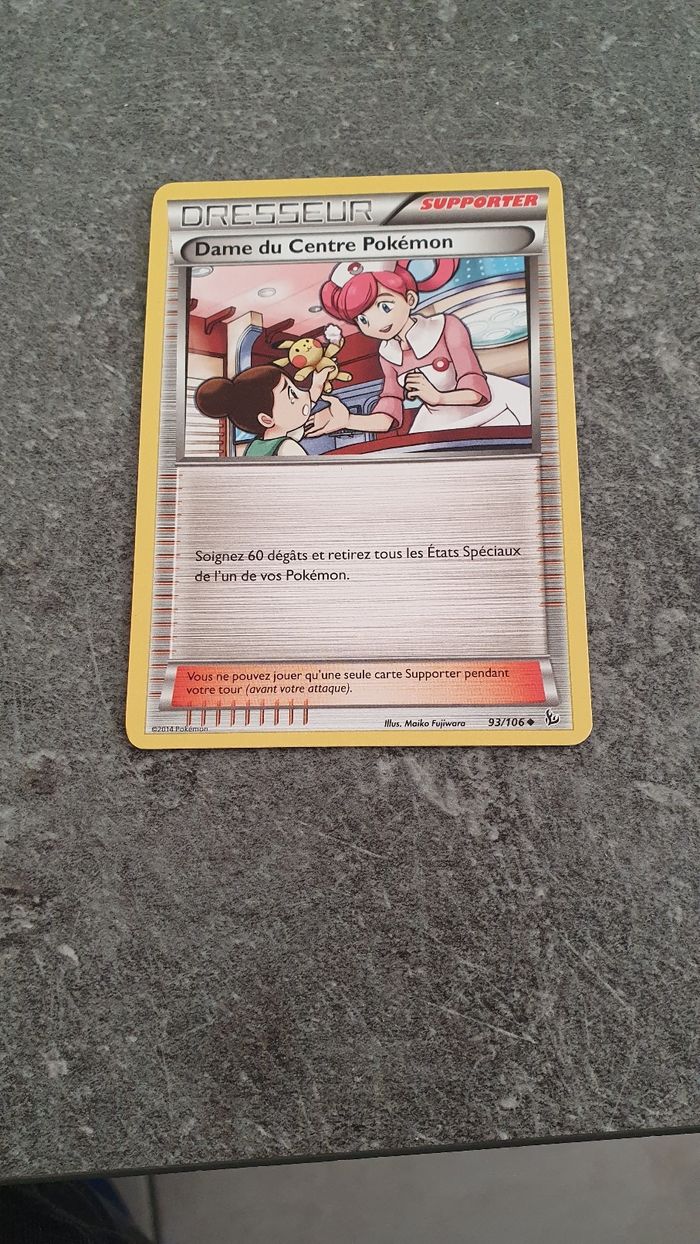 DRESSEUR
SUPPORTER
Dame du Centre Pokémon
Soignez 60 dégâts et retirez tous les États Spéciaux
de l'un de vos Pokémon.
Vous ne pouvez jouer qu'une seule carte Supporter pendant
votre tour (avant votre attaque).
©2014 Pokémon
Illus. Maiko Fujiwara
93/106